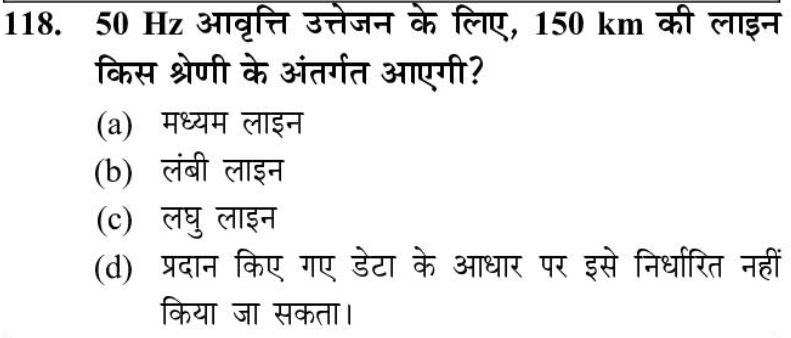 118. 50 Hz आवृत्ति उत्तेजन के लिए, 150 km की लाइन
किस श्रेणी के अंतर्गत आएगी?
(a) मध्यम लाइन
(b) लंबी लाइन
(c) लघु लाइन
(d) प्रदान किए गए डेटा के आधार पर इसे निर्धारित नहीं
किया जा सकता।